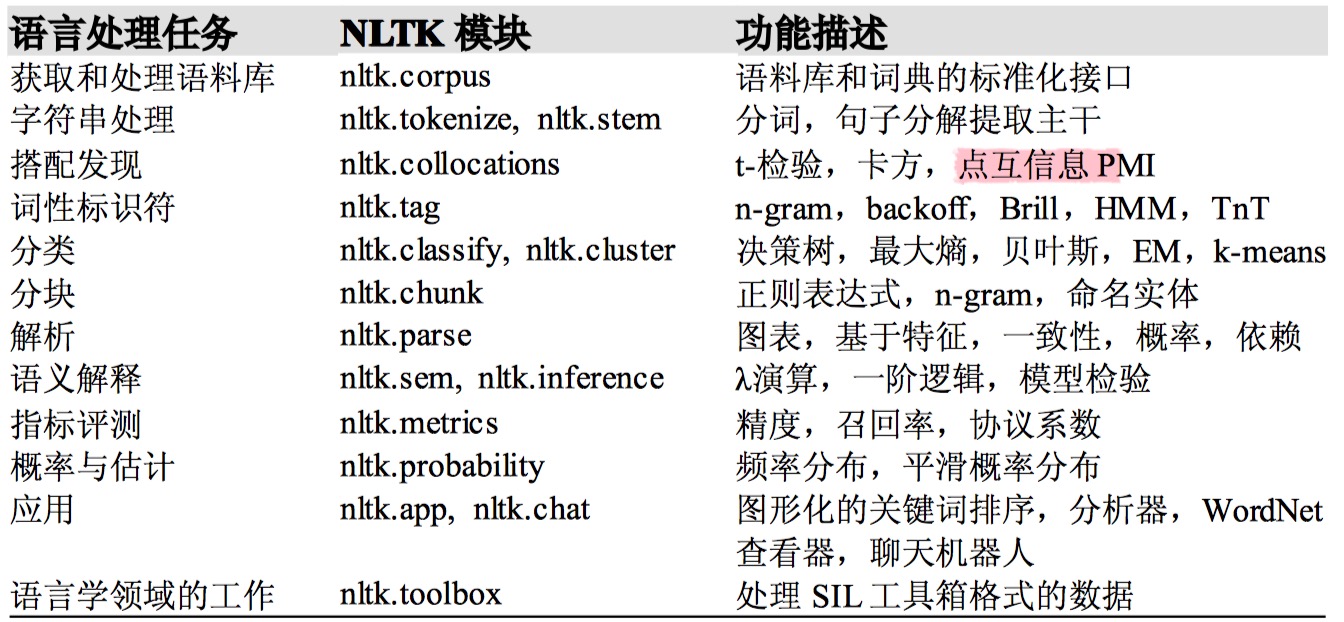 语言处理任务 NLTK 模块 功能描述
获取和处理语料库 nltk.corpus 语料库和词典的标准化接口
字符串处理 nltk.tokenize, nltk.stem 分词，句子分解提取主干
搭配发现 nltk.collocations t-检验，卡方，点互信息 PMI
词性标识符 nltk.tag n-gram，backoff，Brill，HMM，TnT
分类 nltk.classify, nltk.cluster 决策树，最大熵，贝叶斯，EM，k-means
分块 nltk.chunk 正则表达式，n-gram，命名实体
解析 nltk.parse 图表，基于特征，一致性，概率，依赖
语义解释 nltk.sem, nltk.inference λ演算，一阶逻辑，模型检验
指标评测 nltk.metrics 精度，召回率，协议系数
概率与估计 nltk.probability 频率分布，平滑概率分布
应用 nltk.app, nltk.chat 图形化的关键词排序，分析器，WordNet
查看器，聊天机器人
语言学领域的工作 nltk.toolbox 处理 SIL 工具箱格式的数据